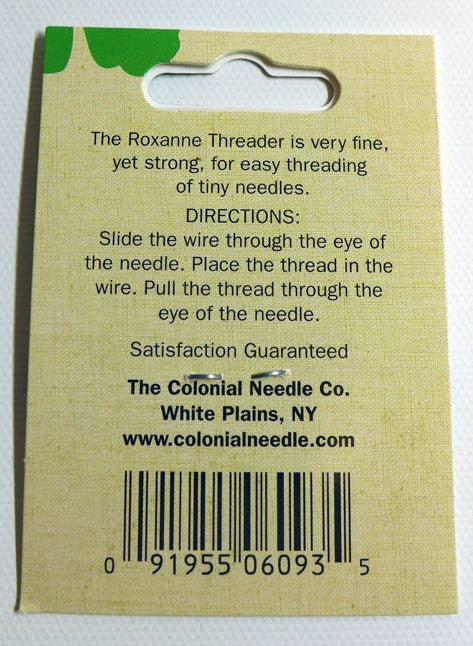 The Roxanne Threader is very fine,
yet strong, for easy threading
of tiny needles.
DIRECTIONS:
Slide the wire through the eye of
the needle. Place the thread in the
wire. Pull the thread through the
eye of the needle.
Satisfaction Guaranteed
The Colonial Needle Co.
White Plains, NY
www.colonialneedle.com
0 91955 06093 5